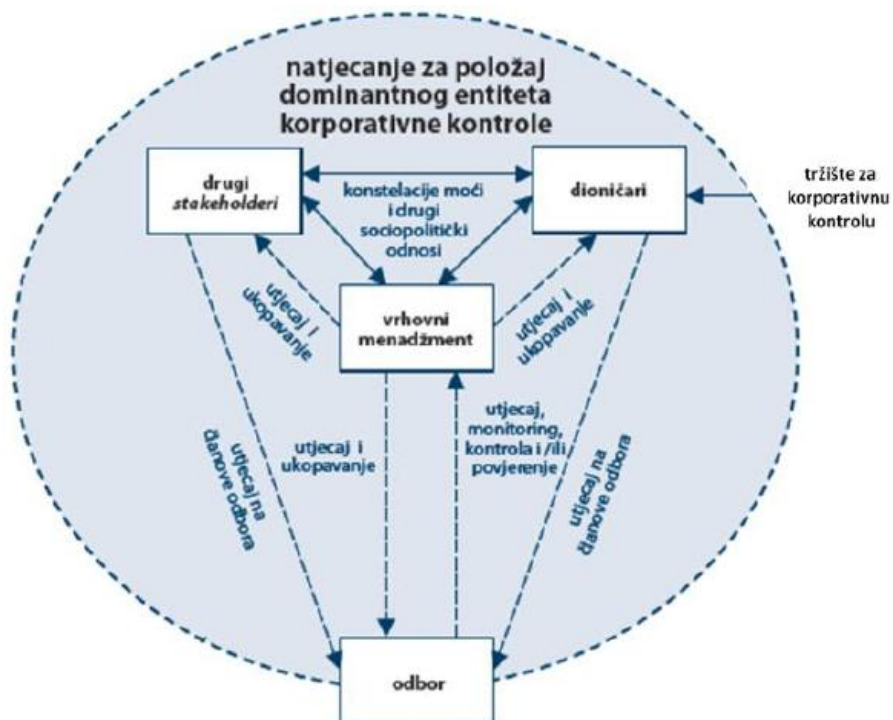 natjecanje za položaj
dominantnog entiteta
korporativne kontrole
drugi
stakeholderi
konstelacije moći
i drugi
sociopolitički
odnosi
dioničari
tržište za
korporativnu
kontrolu
utjecaj i
ukopavanje
vrhovni
menadžment
utjecaj i
ukopavanje
utjecaj na
članove odbora
utjecaj i
ukopavanje
utjecaj,
monitoring,
kontrola i /ili
povjerenje
utjecaj na
članove odbora
odbor